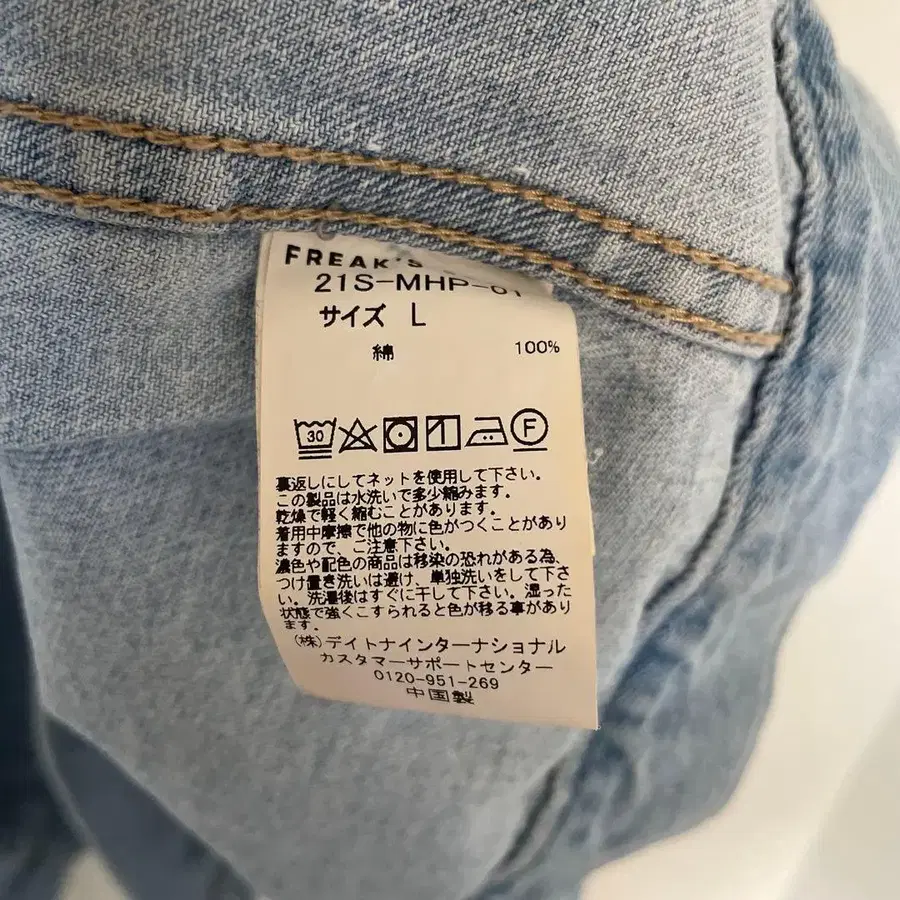 FREAK'S
21S-MHP-01
サイズ L
綿 100%
30 F
裏返しにしてネットを使用して下さい。
この製品は水洗いで多少縮みます。
乾燥で軽く縮むことがあります。
着用中摩擦で他の物に色がつくことがあり
ますので、ご注意下さい。
濃色や配色の商品は移染の恐れがある為、
つけ置き洗いは避け、単独洗いをして下さ
い。洗濯後はすぐに干して下さい。湿った
状態で強くこすられると色が移る事があり
ます。
(株)デイトナインターナショナル
カスタマーサポートセンター
0120-951-269
中国製